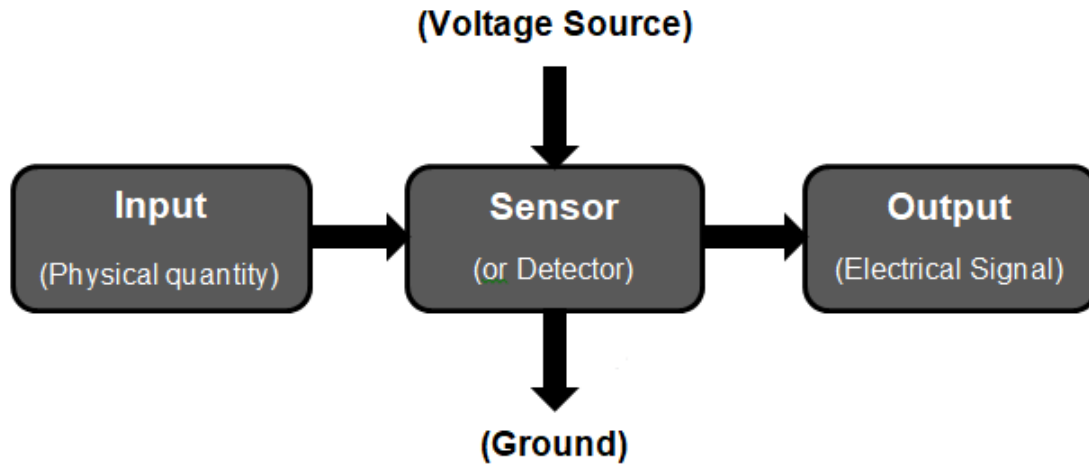 (Voltage Source)
Input
(Physical quantity)
Sensor
(or Detector)
Output
(Electrical Signal)
(Ground)